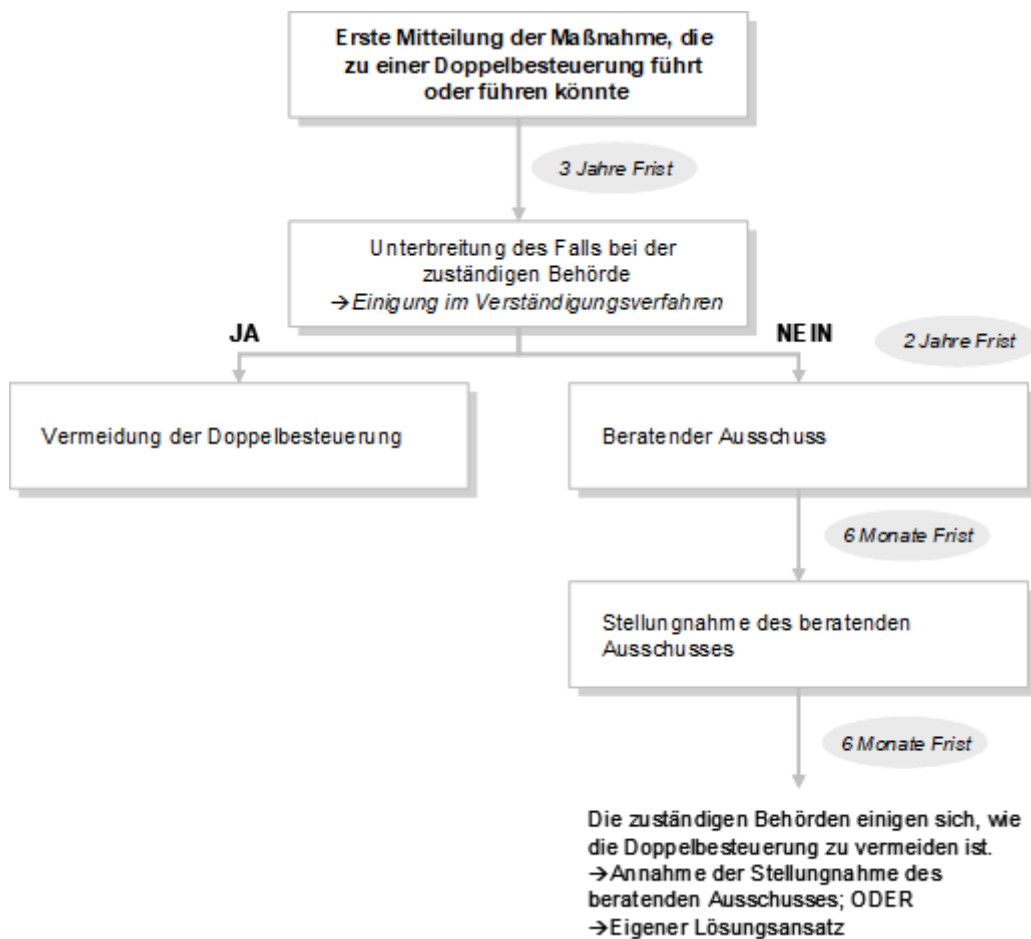 Erste Mitteilung der Maßnahme, die
zu einer Doppelbesteuerung führt
oder führen könnte
3 Jahre Frist
Unterbreitung des Falls bei der
zuständigen Behörde
→Einigung im Verständigungsverfahren
JA
NEIN
2 Jahre Frist
Vermeidung der Doppelbesteuerung
Beratender Ausschuss
6 Monate Frist
Stellungnahme des beratenden
Ausschusses
6 Monate Frist
Die zuständigen Behörden einigen sich, wie
die Doppelbesteuerung zu vermeiden ist.
→Annahme der Stellungnahme des
beratenden Ausschusses; ODER
→Eigener Lösungsansatz